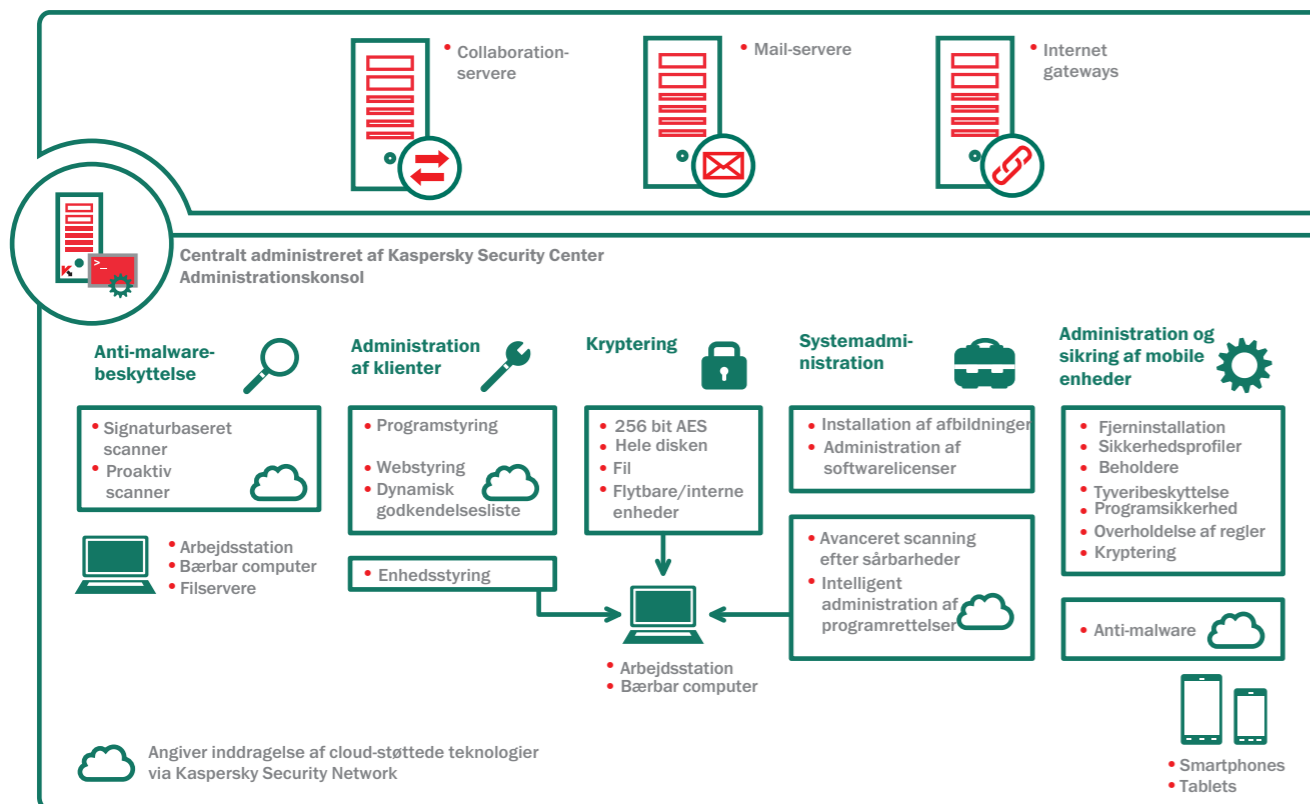 • Collaboration-
servere
• Mail-servere
• Internet
gateways
>_
Centralt administreret af Kaspersky Security Center
Administrationskonsol
Anti-malware-
beskyttelse
• Signaturbaseret
scanner
• Proaktiv
scanner
• Arbejdsstation
• Bærbar computer
• Filservere
Administration
af klienter
• Programstyring
• Webstyring
• Dynamisk
godkendelsesliste
• Enhedsstyring
Kryptering
• 256 bit AES
• Hele disken
• Fil
• Flytbare/interne
enheder
• Arbejdsstation
• Bærbar computer
Systemadmi-
nistration
• Installation af afbildninger
• Administration af
softwarelicenser
• Avanceret scanning
efter sårbarheder
• Intelligent
administration af
programrettelser
Administration og
sikring af mobile
enheder
• Fjerninstallation
• Sikkerhedsprofiler
• Beholdere
• Tyveribeskyttelse
• Programsikkerhed
• Overholdelse af regler
• Kryptering
• Anti-malware
• Smartphones
• Tablets
Angiver inddragelse af cloud-støttede teknologier
via Kaspersky Security Network